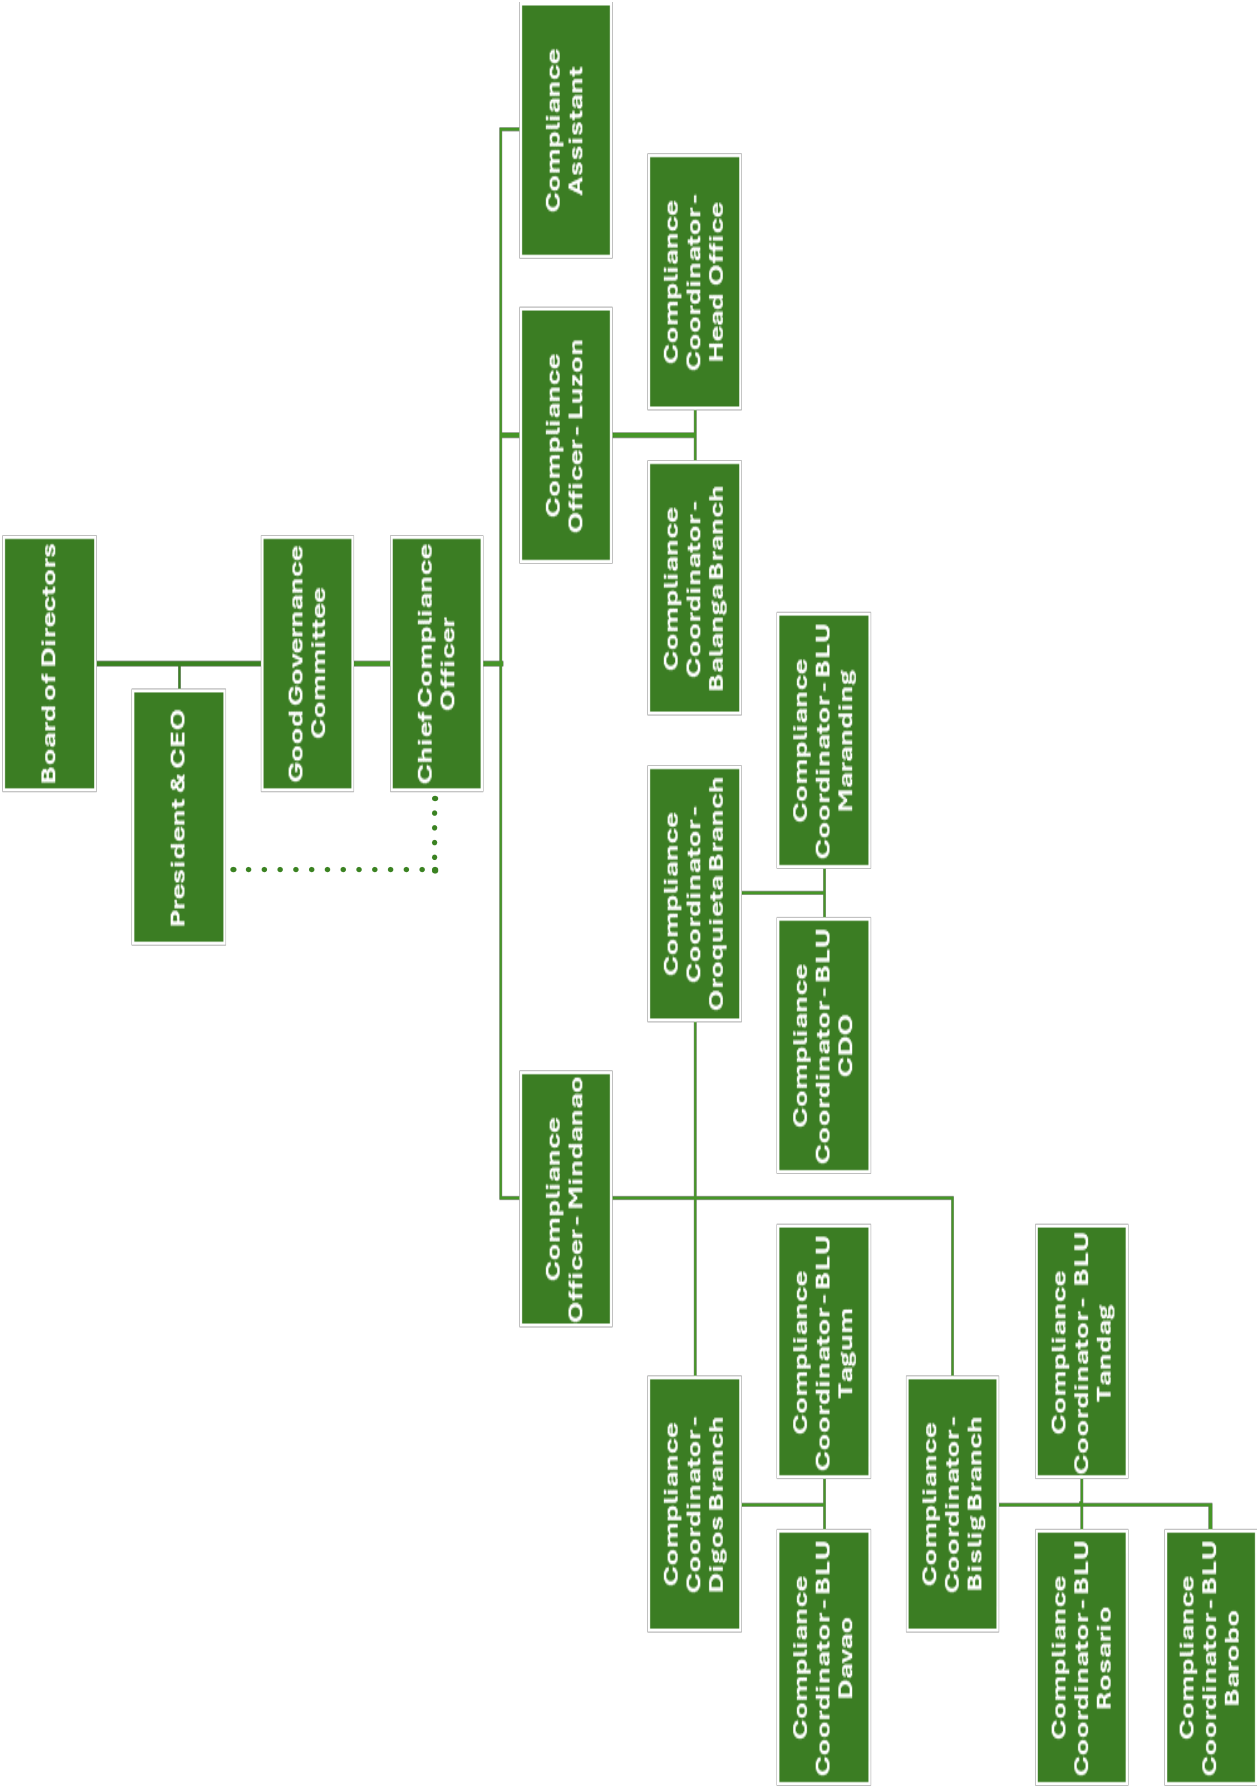 Board of Directors
President & CEO
Good Governance
Committee
Chief Compliance
Officer
Compliance
Officer - Mindanao
Compliance
Officer - Luzon
Compliance
Assistant
Compliance
Coordinator -
Digos Branch
Compliance
Coordinator -
Oroquieta Branch
Compliance
Coordinator -
Balanga Branch
Compliance
Coordinator -
Head Office
Compliance
Coordinator - BLU
Davao
Compliance
Coordinator - BLU
Tagum
Compliance
Coordinator - BLU
CDO
Compliance
Coordinator - BLU
Maranding
Compliance
Coordinator -
Bislig Branch
Compliance
Coordinator - BLU
Rosario
Compliance
Coordinator - BLU
Tandag
Compliance
Coordinator - BLU
Barobo